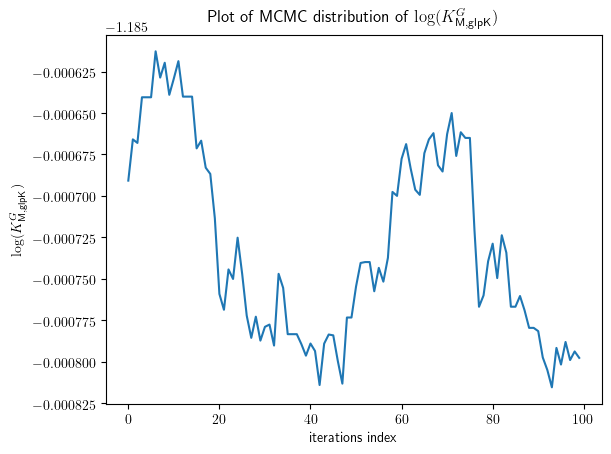 Plot of MCMC distribution of log(K^G_M,glpK)
−1.185
−0.000625
−0.000650
−0.000675
−0.000700
−0.000725
−0.000750
−0.000775
−0.000800
−0.000825
log(K^G_M,glpK)
0 20 40 60 80 100
iterations index